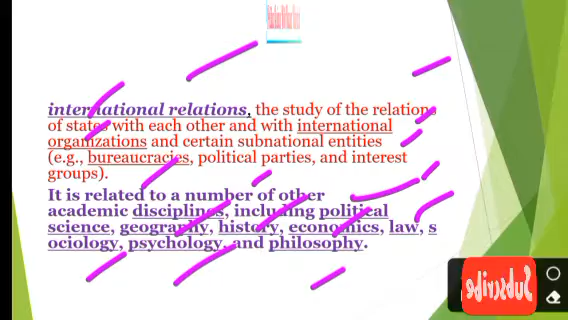 international relations, the study of the relations
of states with each other and with international
organizations and certain subnational entities
(e.g., bureaucracies, political parties, and interest
groups).
It is related to a number of other
academic disciplines, including political
science, geography, history, economics, law, s
ociology, psychology, and philosophy.
Subscribe